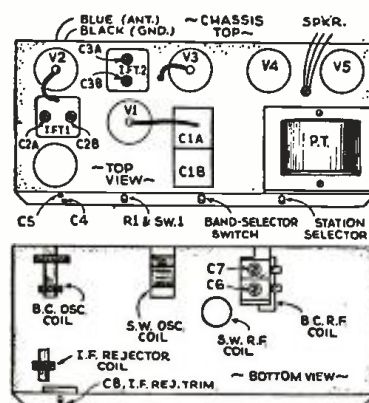 BLUE (ANT.)
BLACK (GND.)
~CHASSIS TOP~
SPKR.
C3A
I.F.T.2
C3B
V2
V3
V4
V5
V1
C2A
C2B
I.F.T.1
C1A
C1B
P.T.
~TOP VIEW~
C5
C4
R1 & SW.1
BAND-SELECTOR SWITCH
STATION SELECTOR
B.C. OSC. COIL
S.W. OSC. COIL
C7
C6
S.W. R.F. COIL
B.C. R.F. COIL
I.F. REJECTOR COIL
C8, I.F. REJ. TRIM.
~BOTTOM VIEW~